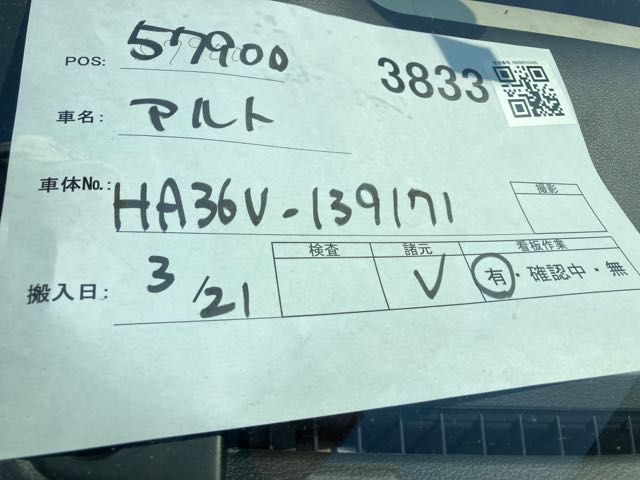 POS: 57900
3833
車名: アルト
車体No.: HA36V-139171
撮影
搬入日: 3/21
検査 諸元 看板作業
V 有・確認中・無